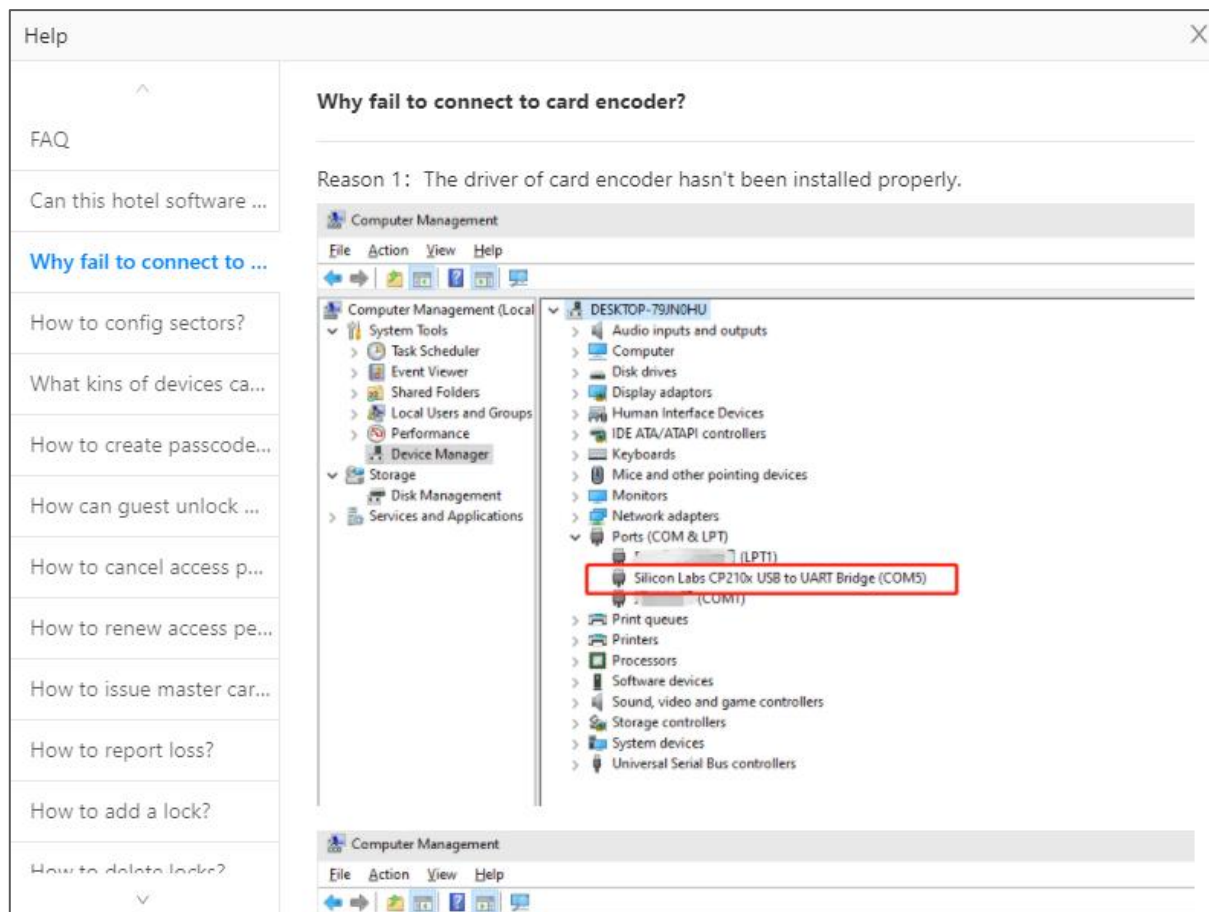 Help
FAQ
Can this hotel software ...
Why fail to connect to ...
How to config sectors?
What kins of devices ca...
How to create passcode...
How can guest unlock ...
How to cancel access p...
How to renew access pe...
How to issue master car...
How to report loss?
How to add a lock?
How to delete locks?
Why fail to connect to card encoder?
Reason 1: The driver of card encoder hasn't been installed properly.
Computer Management
File Action View Help
Computer Management (Local
System Tools
Task Scheduler
Event Viewer
Shared Folders
Local Users and Groups
Performance
Device Manager
Storage
Disk Management
Services and Applications
DESKTOP-79JN0HU
Audio inputs and outputs
Computer
Disk drives
Display adaptors
Human Interface Devices
IDE ATA/ATAPI controllers
Keyboards
Mice and other pointing devices
Monitors
Network adapters
Ports (COM & LPT)
(LPT1)
Silicon Labs CP210x USB to UART Bridge (COM5)
(COM1)
Print queues
Printers
Processors
Software devices
Sound, video and game controllers
Storage controllers
System devices
Universal Serial Bus controllers
Computer Management
File Action View Help